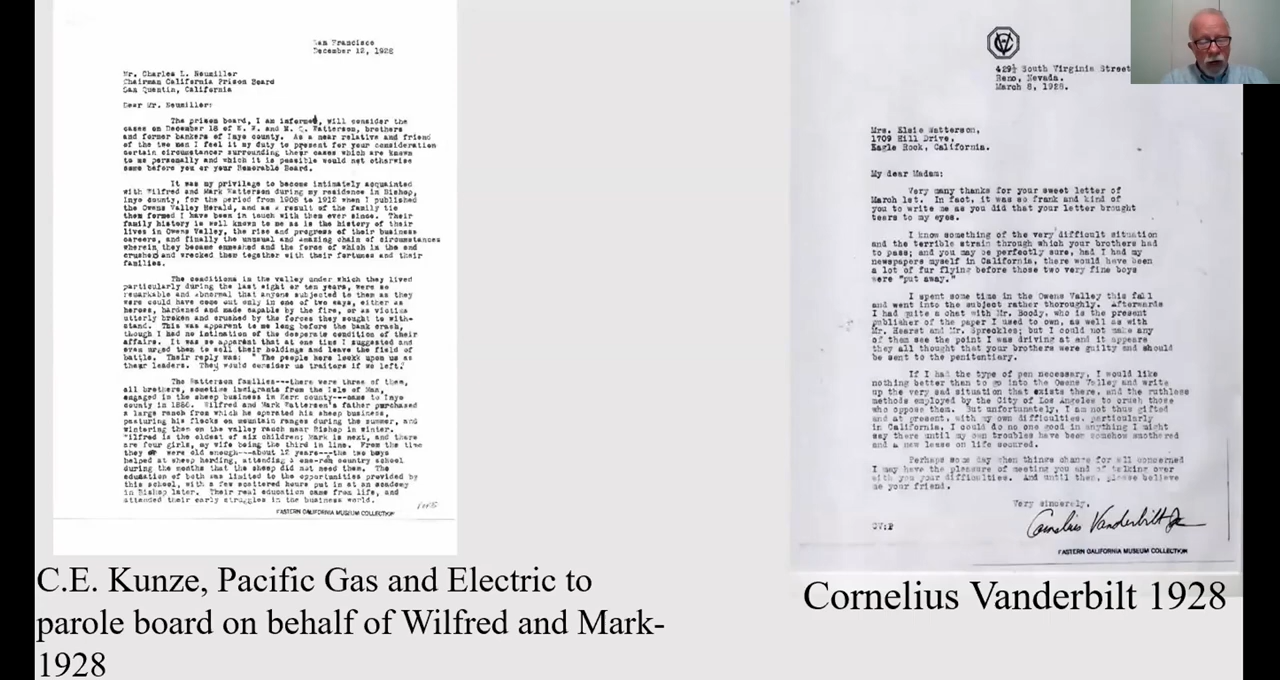 San Francisco
December 12, 1928
Mr. Charles L. Neumiller
Chairman California Prison Board
San Quentin, California
Dear Mr. Neumiller:
The prison board, I am informed, will consider the
cases on December 18 of W. W. and M. Q. Watterson, brothers
and former bankers of Inyo county. As a near relative and friend
of the two men I feel it my duty to present for your consideration
certain circumstances surrounding their cases which are known
to me personally and which it is possible would not otherwise
come before you or your Honorable Board.
It was my privilege to become intimately acquainted
with Wilfred and Mark Watterson during my residence in Bishop,
Inyo county, for the period from 1908 to 1912 when I published
the Owens Valley Herald, and as a result of the family tie
then formed I have been in touch with them ever since. Their
family history is well known to me as is the history of their
lives in Owens Valley, the rise and progress of their business
careers, and finally the unusual and amazing chain of circumstances
wherein they became enmeshed and the force of which in the end
crushed and wrecked them together with their fortunes and their
families.
The conditions in the valley under which they lived
particularly during the last eight or ten years, were so
remarkable and abnormal that anyone subjected to them as they
were could have come out only in one of two ways, either as
heroes, hardened and made capable by the fire, or as victims
utterly broken and crushed by the forces they sought to with-
stand. This was apparent to me long before the bank crash,
though I had no intimation of the desperate condition of their
affairs. It was so apparent that at one time I suggested and
even urged them to sell their holdings and leave the field of
battle. Their reply was: "The people here look upon us as
their leaders. They would consider us traitors if we left."
The Watterson families---there were three of them,
all brothers, sometime immigrants from the Isle of Man,
engaged in the sheep business in Kern county---came to Inyo
county in 1886. Wilfred and Mark Watterson's father purchased
a large ranch from which he operated his sheep business,
pasturing his flocks on mountain ranges during the summer, and
wintering them on the valley ranch near Bishop in winter.
Wilfred is the oldest of six children; Mark is next, and there
are four girls, my wife being the third in line. From the time
they were old enough---about 12 years---the two boys
helped at sheep herding, attending a one-room country school
during the months that the sheep did not need them. The
education of both was limited to the opportunities provided by
this school, with a few scattered hours put in at an academy
in Bishop later. Their real education came from life, and
attended their early struggles in the business world.
EASTERN CALIFORNIA MUSEUM COLLECTION
C.E. Kunze, Pacific Gas and Electric to
parole board on behalf of Wilfred and Mark-
1928
429½ South Virginia Street
Reno, Nevada.
March 8, 1928.
Mrs. Elsie Watterson,
1709 Hill Drive,
Eagle Rock, California.
My dear Madam:
Very many thanks for your sweet letter of
March 1st. In fact, it was so frank and kind of
you to write me as you did that your letter brought
tears to my eyes.
I know something of the very difficult situation
and the terrible strain through which your brothers had
to pass; and you may be perfectly sure, had I had my
newspapers myself in California, there would have been
a lot of fur flying before those two very fine boys
were "put away."
I spent some time in the Owens Valley this fall
and went into the subject rather thoroughly. Afterwards
I had quite a chat with Mr. Boddy, who is the present
publisher of the paper I used to own, as well as with
Mr. Hearst and Mr. Spreckles; but I could not make any
of them see the point I was driving at and it appears
they all thought that your brothers were guilty and should
be sent to the penitentiary.
If I had the type of pen necessary, I would like
nothing better than to go into the Owens Valley and write
up the very sad situation that exists there, and the ruthless
methods employed by the City of Los Angeles to crush those
who oppose them. But unfortunately, I am not thus gifted
and at present, with my own difficulties, particularly
in California, I could do no one good in anything I might
say there until my own troubles have been somehow smothered
and a new lease on life secured.
Perhaps some day when things change for all concerned
I may have the pleasure of meeting you and of talking over
with you your difficulties. And until then, please believe
me your friend.
Very sincerely,
Cornelius Vanderbilt Jr
CV:P
EASTERN CALIFORNIA MUSEUM COLLECTION
Cornelius Vanderbilt 1928